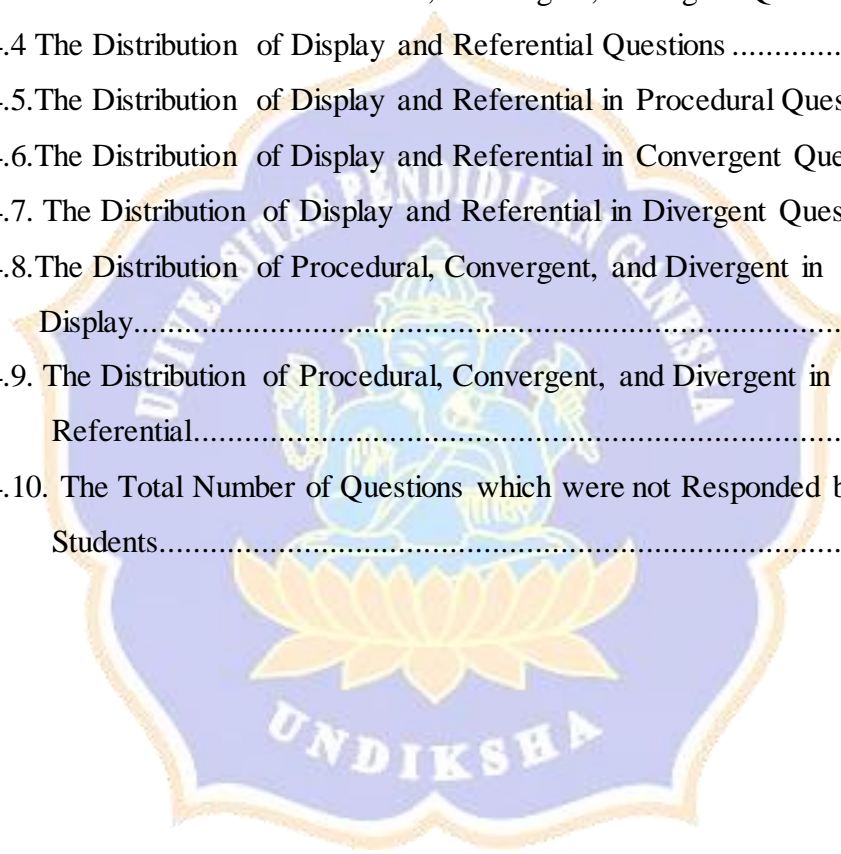 .4 The Distribution of Display and Referential Questions ..............
.5.The Distribution of Display and Referential in Procedural Ques
.6.The Distribution of Display and Referential in Convergent Que
.7. The Distribution of Display and Referential in Divergent Ques
.8.The Distribution of Procedural, Convergent, and Divergent in
Display....................................................................................
.9. The Distribution of Procedural, Convergent, and Divergent in
Referential.............................................................................
.10. The Total Number of Questions which were not Responded b
Students................................................................................
UNIVERSITAS PENDIDIKAN GANESHA
UNDIKSHA